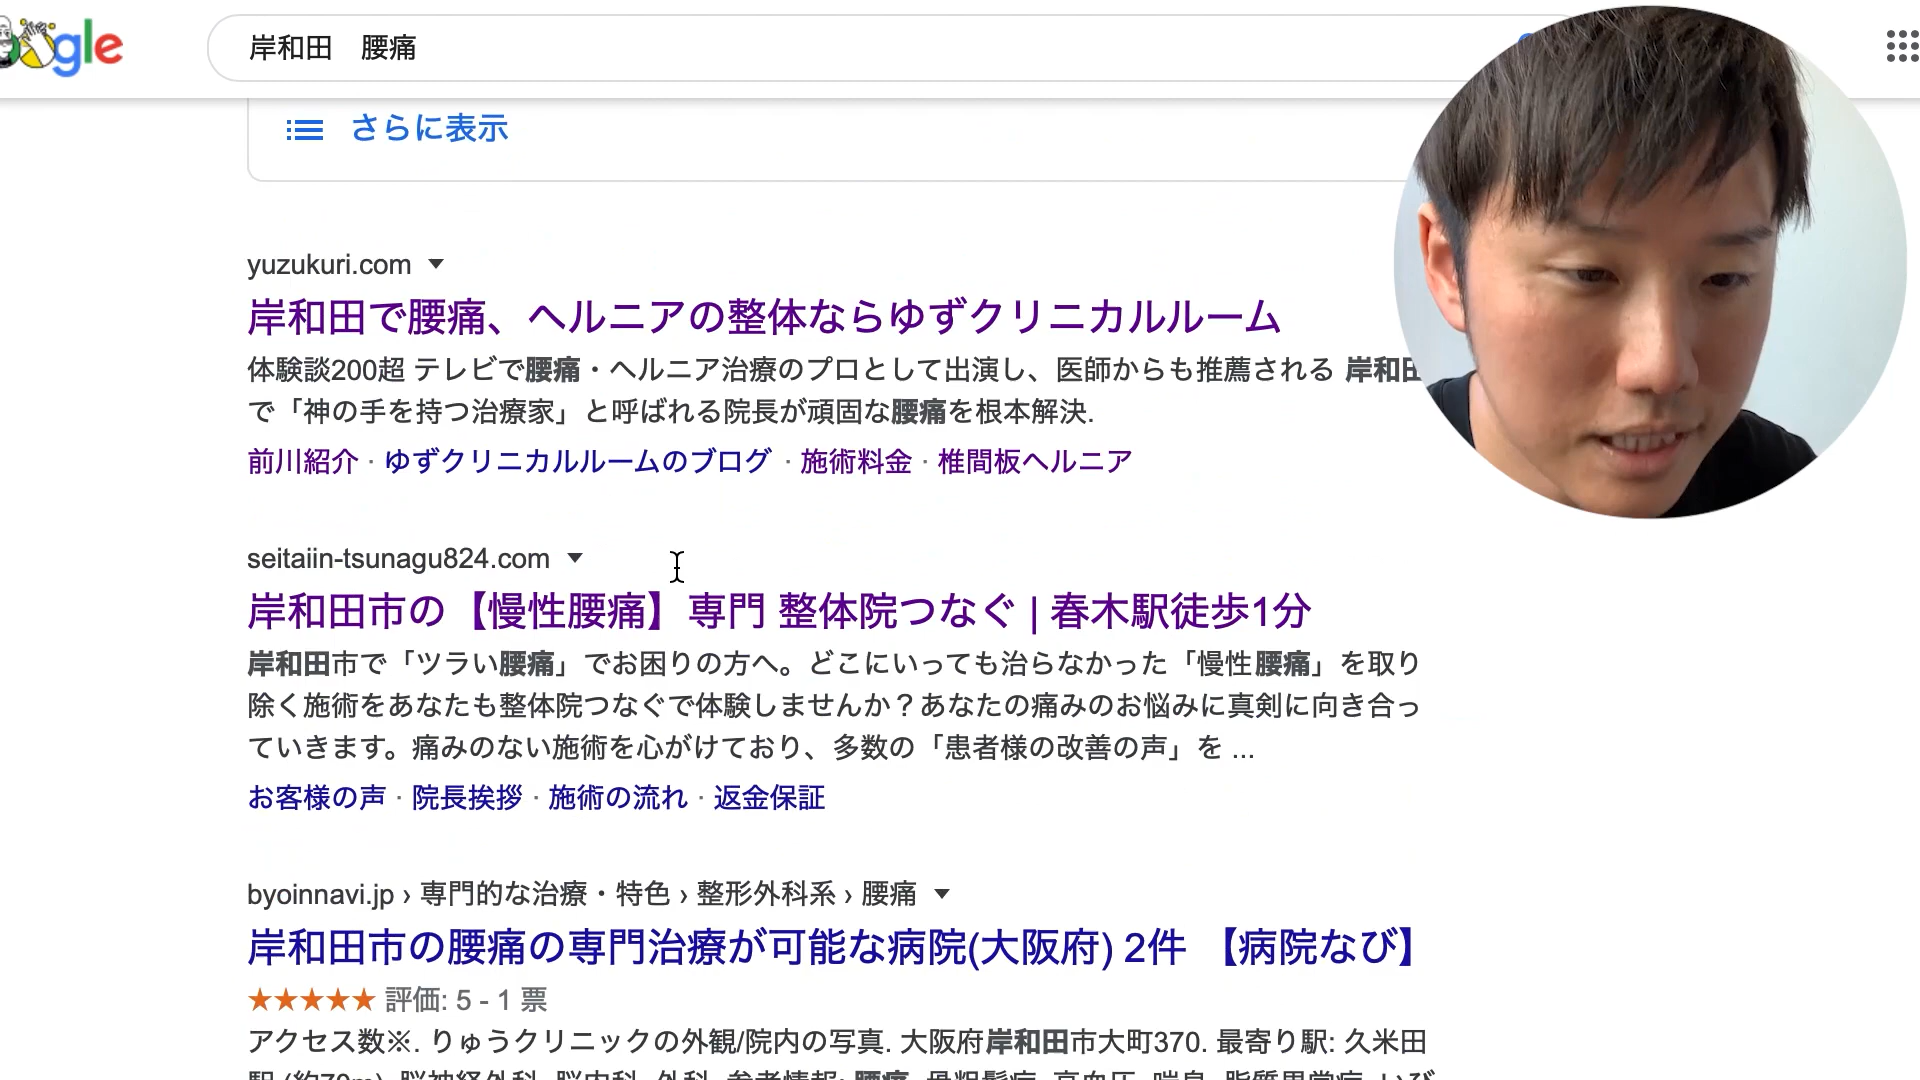 gle
岸和田　腰痛
さらに表示
yuzukuri.com
岸和田で腰痛、ヘルニアの整体ならゆずクリニカルルーム
体験談200超 テレビで腰痛・ヘルニア治療のプロとして出演し、医師からも推薦される 岸和
で「神の手を持つ治療家」と呼ばれる院長が頑固な腰痛を根本解決.
前川紹介 · ゆずクリニカルルームのブログ · 施術料金 · 椎間板ヘルニア
seitaiin-tsunagu824.com
岸和田市の【慢性腰痛】専門 整体院つなぐ | 春木駅徒歩1分
岸和田市で「ツラい腰痛」でお困りの方へ。どこにいっても治らなかった「慢性腰痛」を取り
除く施術をあなたも整体院つなぐで体験しませんか？あなたの痛みのお悩みに真剣に向き合っ
ていきます。痛みのない施術を心がけており、多数の「患者様の改善の声」を ...
お客様の声 · 院長挨拶 · 施術の流れ · 返金保証
byoinnavi.jp › 専門的な治療・特色 › 整形外科系 › 腰痛
岸和田市の腰痛の専門治療が可能な病院(大阪府) 2件 【病院なび】
★★★★★ 評価: 5 - 1 票
アクセス数※. りゅうクリニックの外観/院内の写真. 大阪府岸和田市大町370. 最寄り駅: 久米田